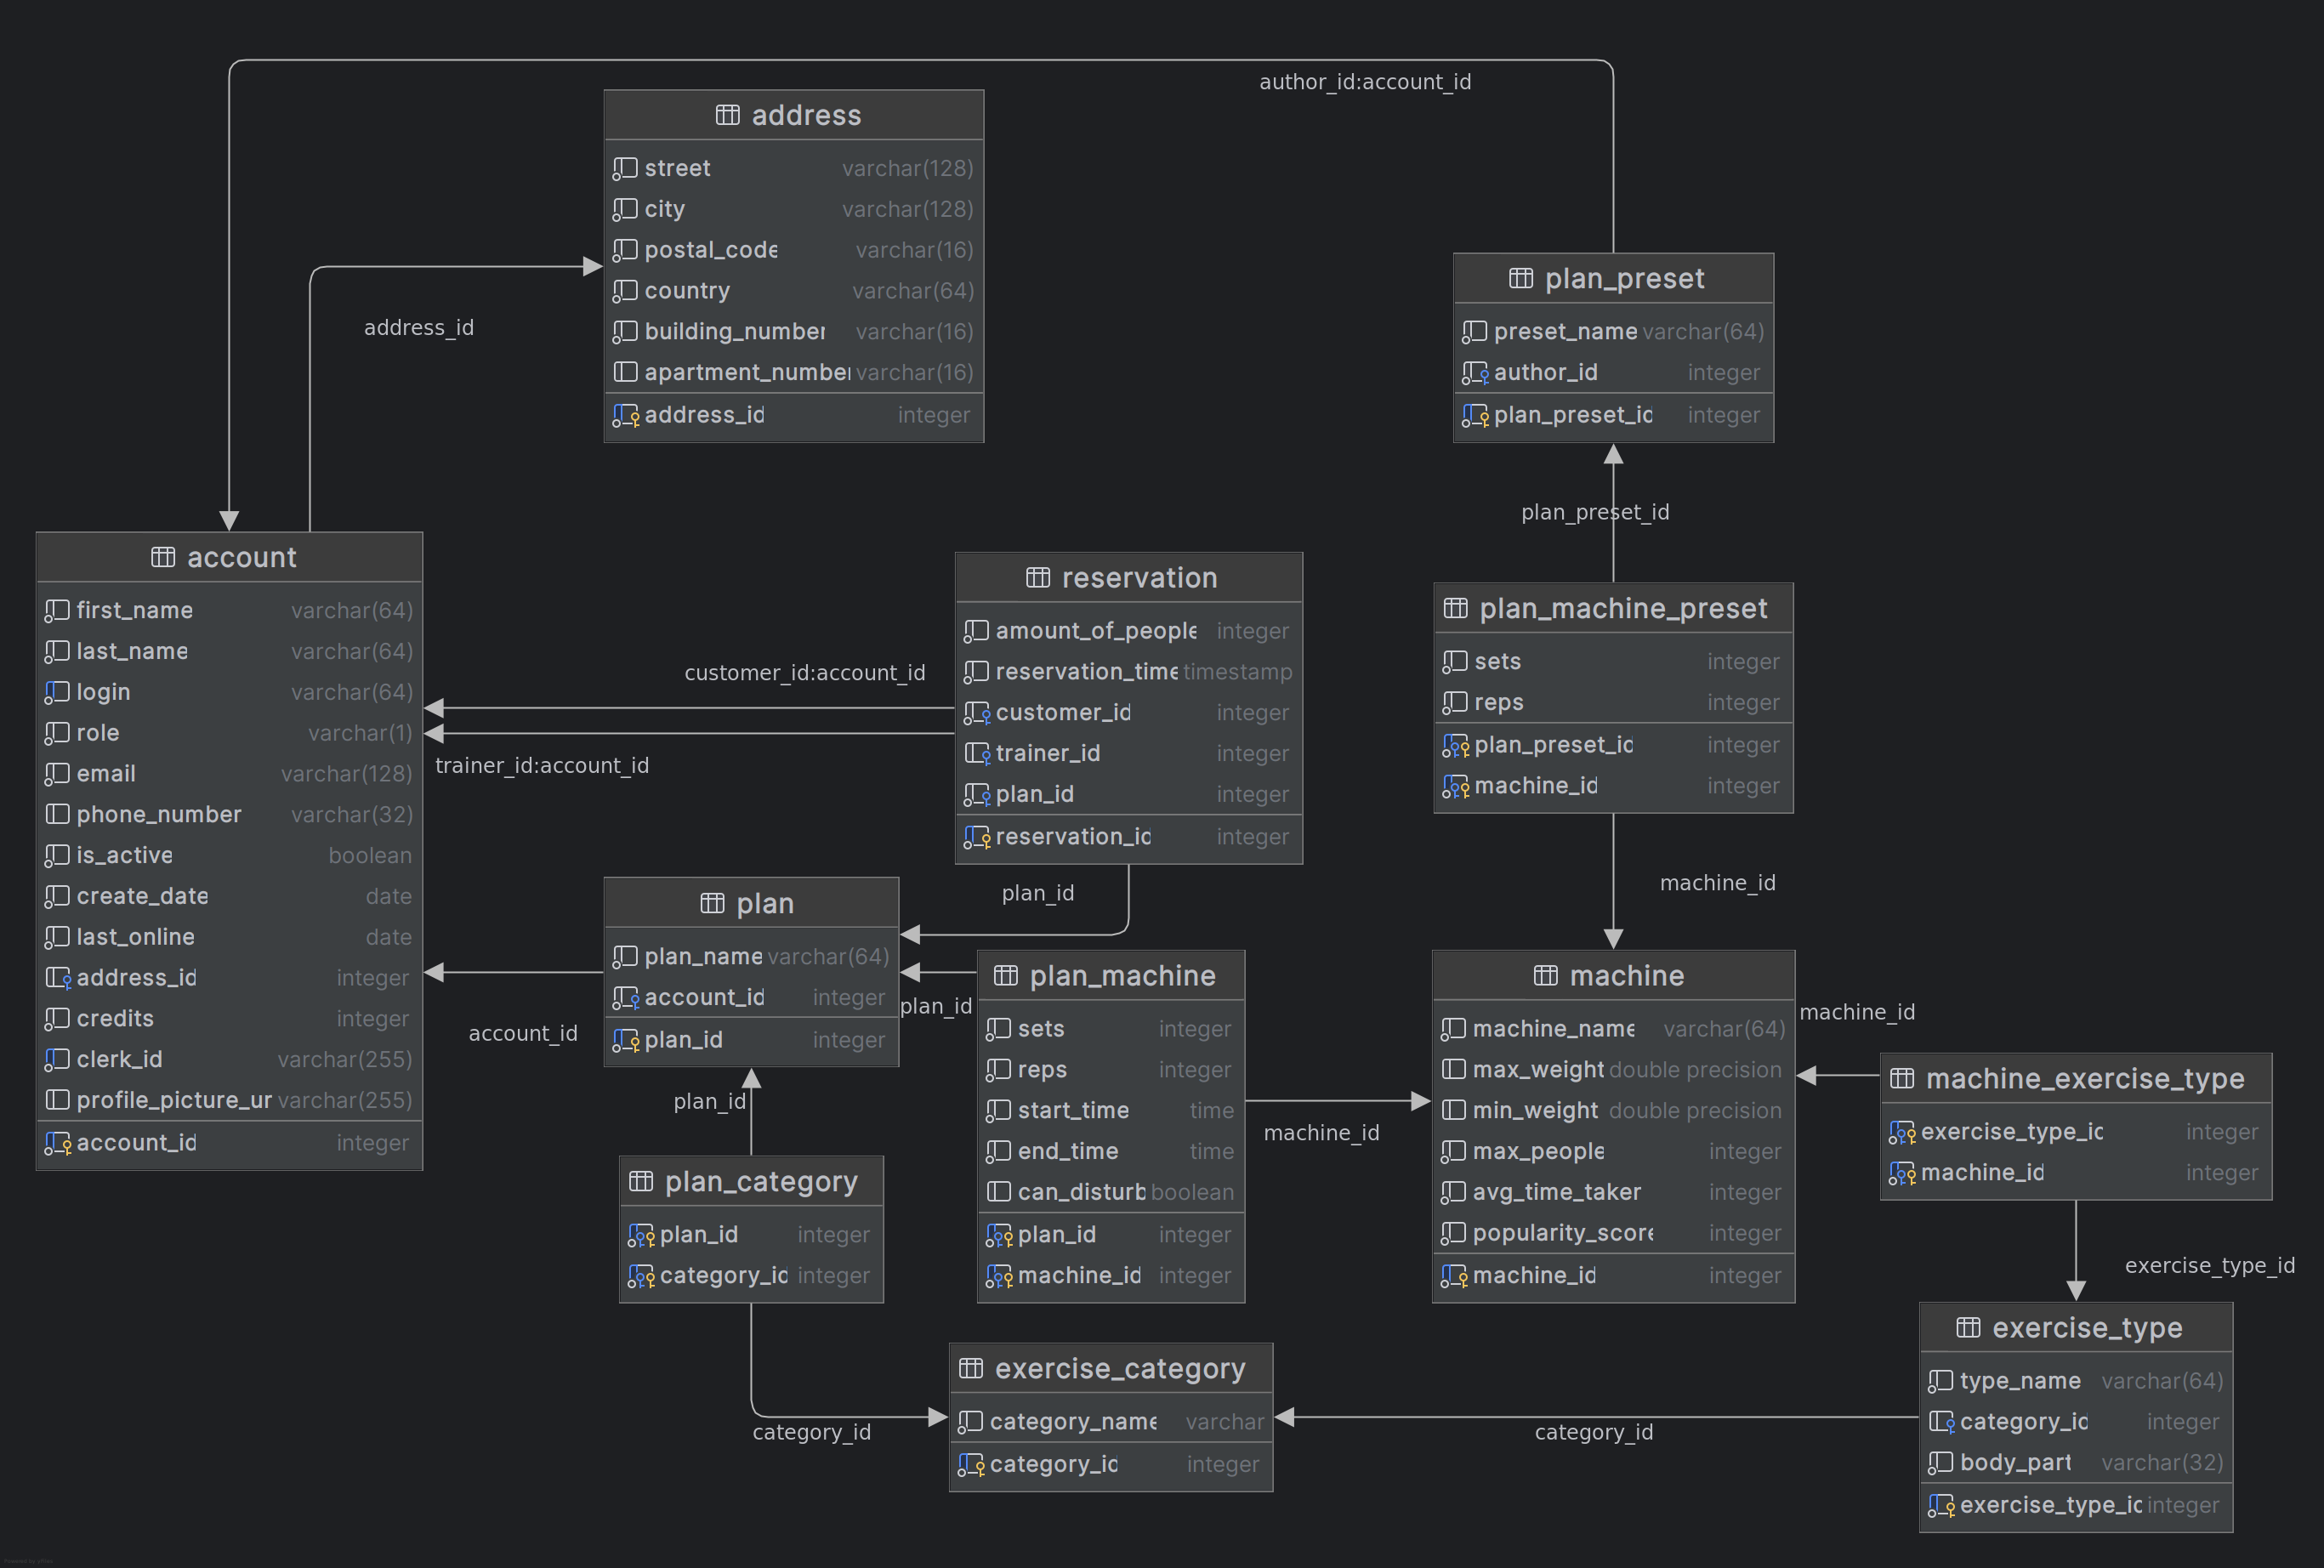 author_id:account_id
address
street varchar(128)
city varchar(128)
postal_code varchar(16)
country varchar(64)
building_number varchar(16)
apartment_number varchar(16)
address_id integer
address_id
plan_preset
preset_name varchar(64)
author_id integer
plan_preset_id integer
plan_preset_id
account
first_name varchar(64)
last_name varchar(64)
login varchar(64)
role varchar(1)
email varchar(128)
phone_number varchar(32)
is_active boolean
create_date date
last_online date
address_id integer
credits integer
clerk_id varchar(255)
profile_picture_ur varchar(255)
account_id integer
customer_id:account_id
trainer_id:account_id
reservation
amount_of_people integer
reservation_time timestamp
customer_id integer
trainer_id integer
plan_id integer
reservation_id integer
plan_id
plan_machine_preset
sets integer
reps integer
plan_preset_id integer
machine_id integer
machine_id
plan
plan_name varchar(64)
account_id integer
plan_id integer
account_id
plan_id
plan_id
plan_machine
sets integer
reps integer
start_time time
end_time time
can_disturb boolean
plan_id integer
machine_id integer
machine_id
machine
machine_name varchar(64)
max_weight double precision
min_weight double precision
max_people integer
avg_time_taken integer
popularity_score integer
machine_id integer
machine_id
machine_exercise_type
exercise_type_id integer
machine_id integer
exercise_type_id
plan_category
plan_id integer
category_id integer
category_id
exercise_category
category_name varchar
category_id integer
category_id
exercise_type
type_name varchar(64)
category_id integer
body_part varchar(32)
exercise_type_id integer